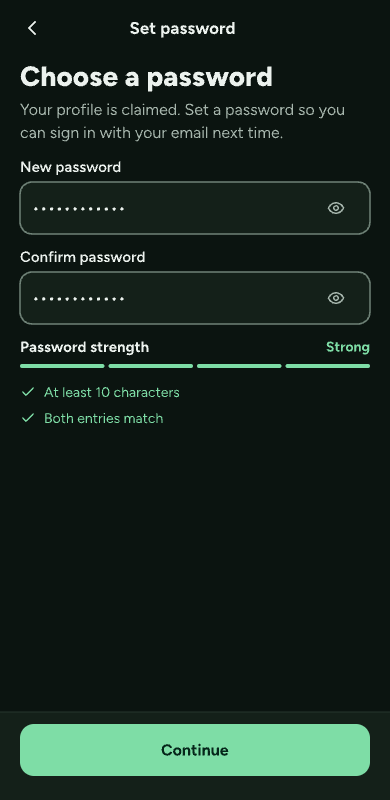 Set password
Choose a password
Your profile is claimed. Set a password so you
can sign in with your email next time.
New password
••••••••••••
Confirm password
••••••••••••
Password strength Strong
At least 10 characters
Both entries match
Continue